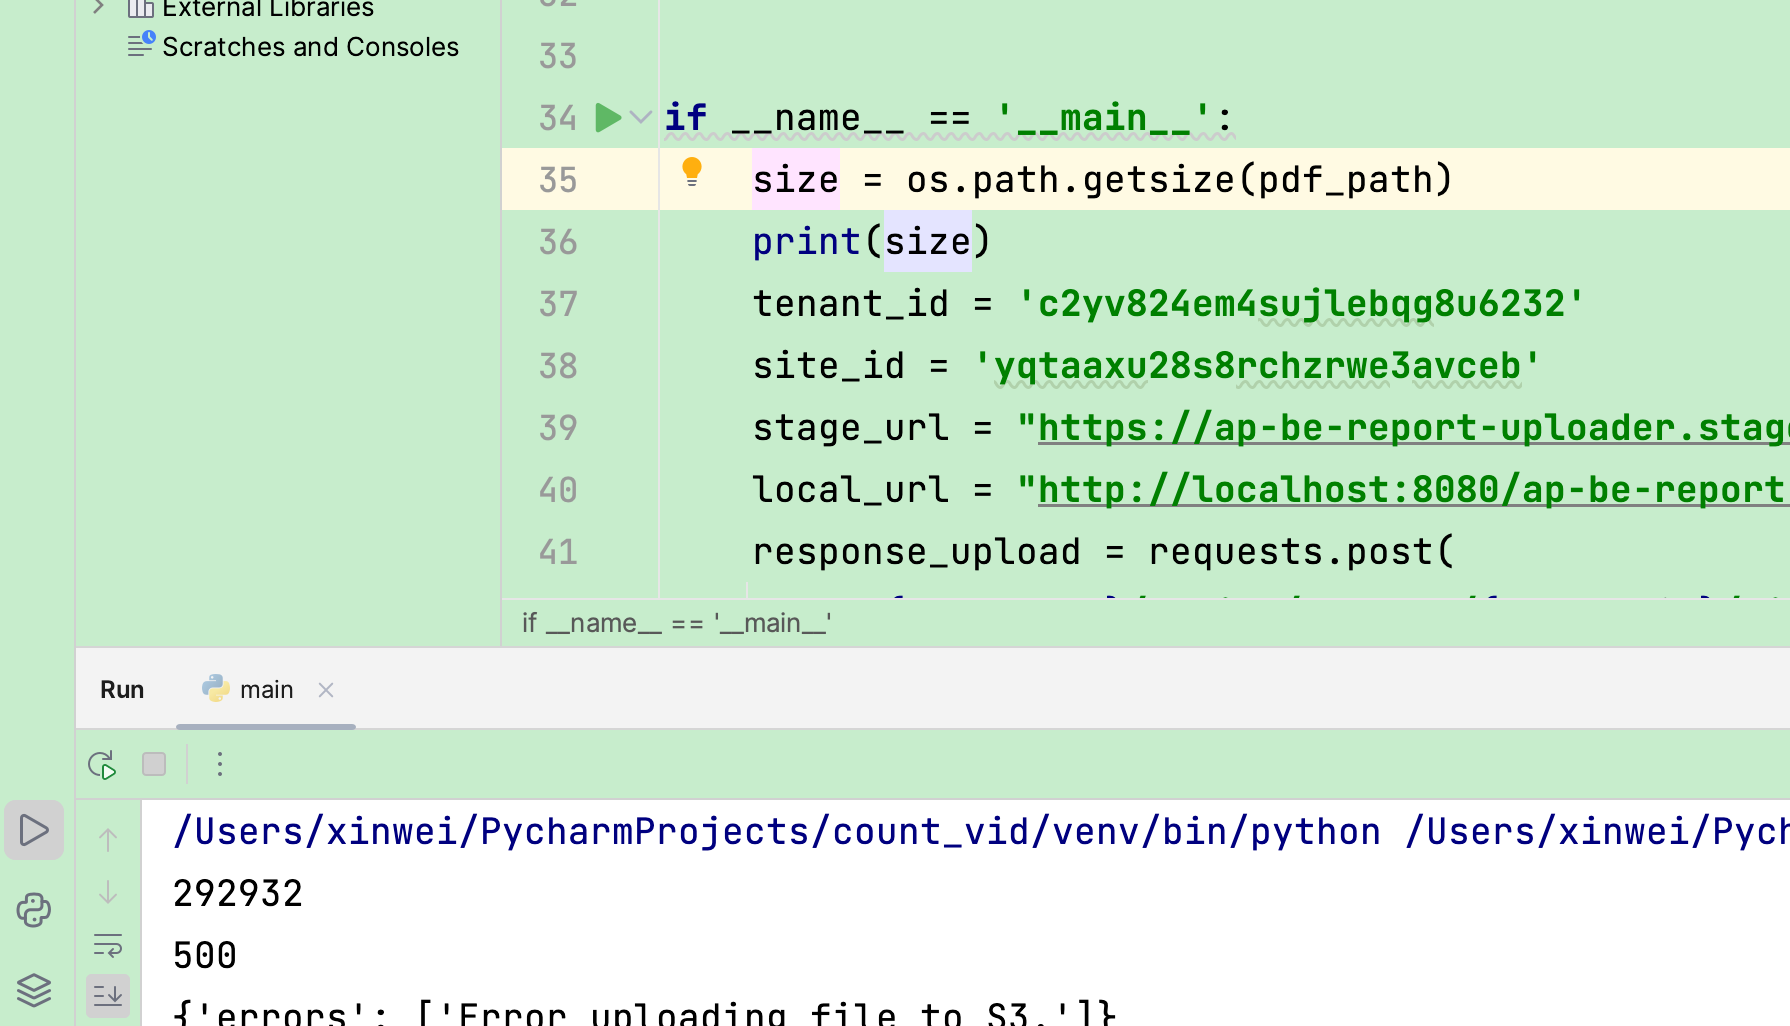 External Libraries
Scratches and Consoles
33
34 if __name__ == '__main__':
35 size = os.path.getsize(pdf_path)
36 print(size)
37 tenant_id = 'c2yv824em4sujlebqg8u6232'
38 site_id = 'yqtaaxu28s8rchzrwe3avceb'
39 stage_url = "https://ap-be-report-uploader.stag
40 local_url = "http://localhost:8080/ap-be-report
41 response_upload = requests.post(
if __name__ == '__main__'
Run main
/Users/xinwei/PycharmProjects/count_vid/venv/bin/python /Users/xinwei/Pych
292932
500
{'errors': ['Error uploading file to S3.']}